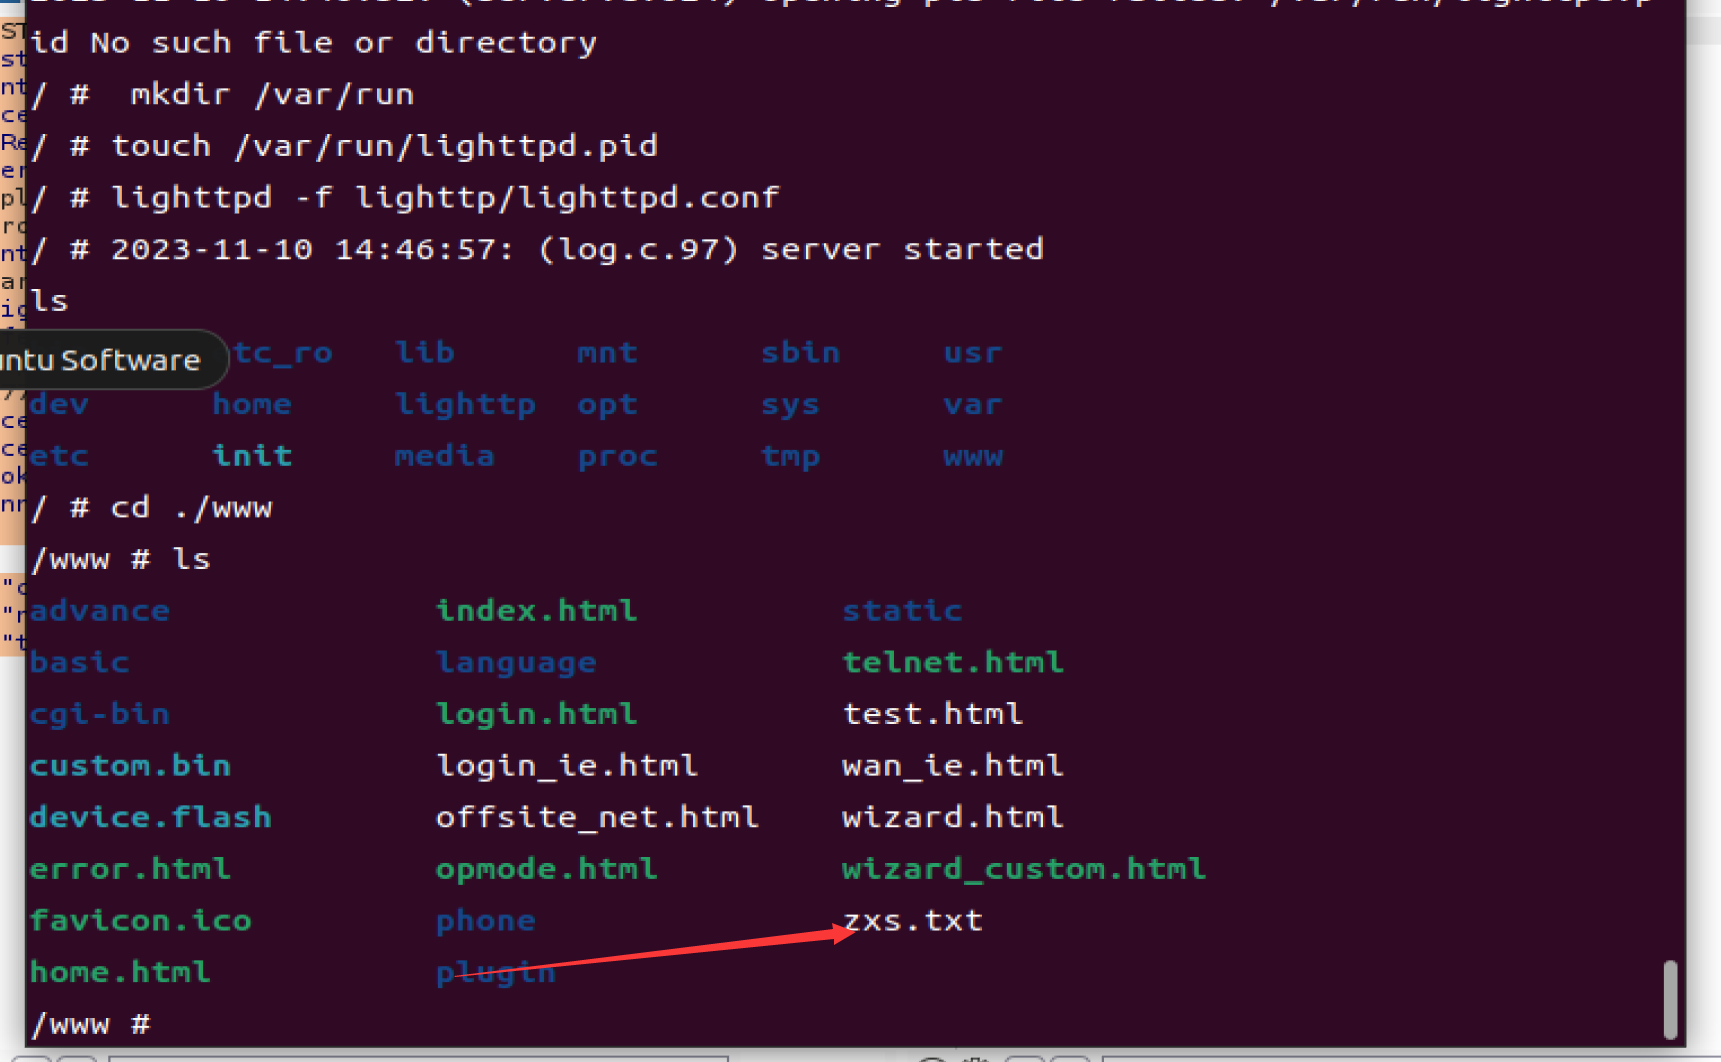 id No such file or directory
/ #  mkdir /var/run
/ # touch /var/run/lighttpd.pid
/ # lighttpd -f lighttp/lighttpd.conf
/ # 2023-11-10 14:46:57: (log.c.97) server started
ls
tc_ro lib mnt sbin usr
ntu Software
dev home lighttp opt sys var
etc init media proc tmp www
/ # cd ./www
/www # ls
advance index.html static
basic language telnet.html
cgi-bin login.html test.html
custom.bin login_ie.html wan_ie.html
device.flash offsite_net.html wizard.html
error.html opmode.html wizard_custom.html
favicon.ico phone zxs.txt
home.html plugin
/www #